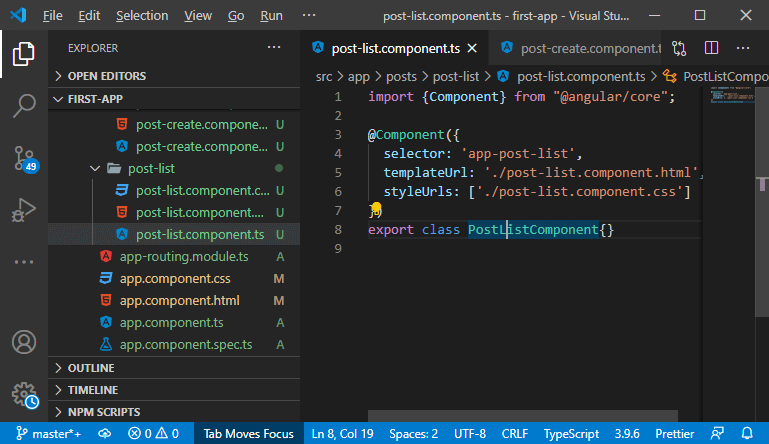 File Edit Selection View Go Run ··· post-list.component.ts - first-app - Visual Stu...
EXPLORER ···
OPEN EDITORS
FIRST-APP
post-create.compone... U
post-create.compone... U
post-list
post-list.component.c... U
post-list.component.... U
post-list.component.ts U
app-routing.module.ts A
app.component.css M
app.component.html M
app.component.ts A
app.component.spec.ts A
OUTLINE
TIMELINE
NPM SCRIPTS
49
post-list.component.ts post-create.component.t
src > app > posts > post-list > post-list.component.ts > PostListCompo
1 import {Component} from "@angular/core";
2
3 @Component({
4 selector: 'app-post-list',
5 templateUrl: './post-list.component.html',
6 styleUrls: ['./post-list.component.css']
7 })
8 export class PostListComponent{}
9
master*+ 0 0 Tab Moves Focus Ln 8, Col 19 Spaces: 2 UTF-8 CRLF TypeScript 3.9.6 Prettier